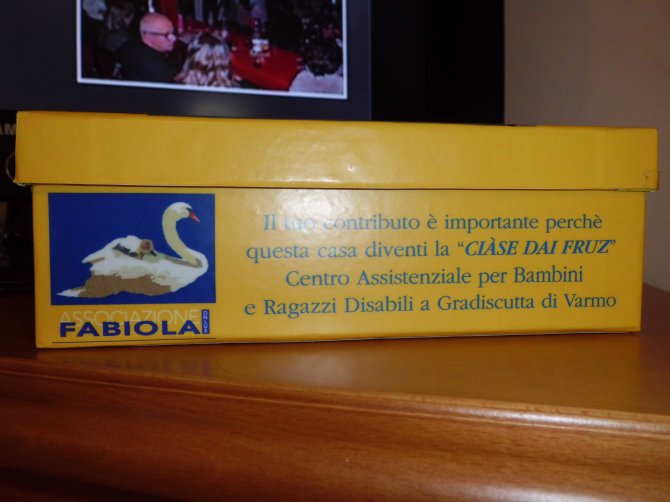 Il tuo contributo è importante perchè
questa casa diventi la "CIÀSE DAI FRUZ"
Centro Assistenziale per Bambini
e Ragazzi Disabili a Gradiscutta di Varmo
ASSOCIAZIONE
FABIOLA
ONLUS